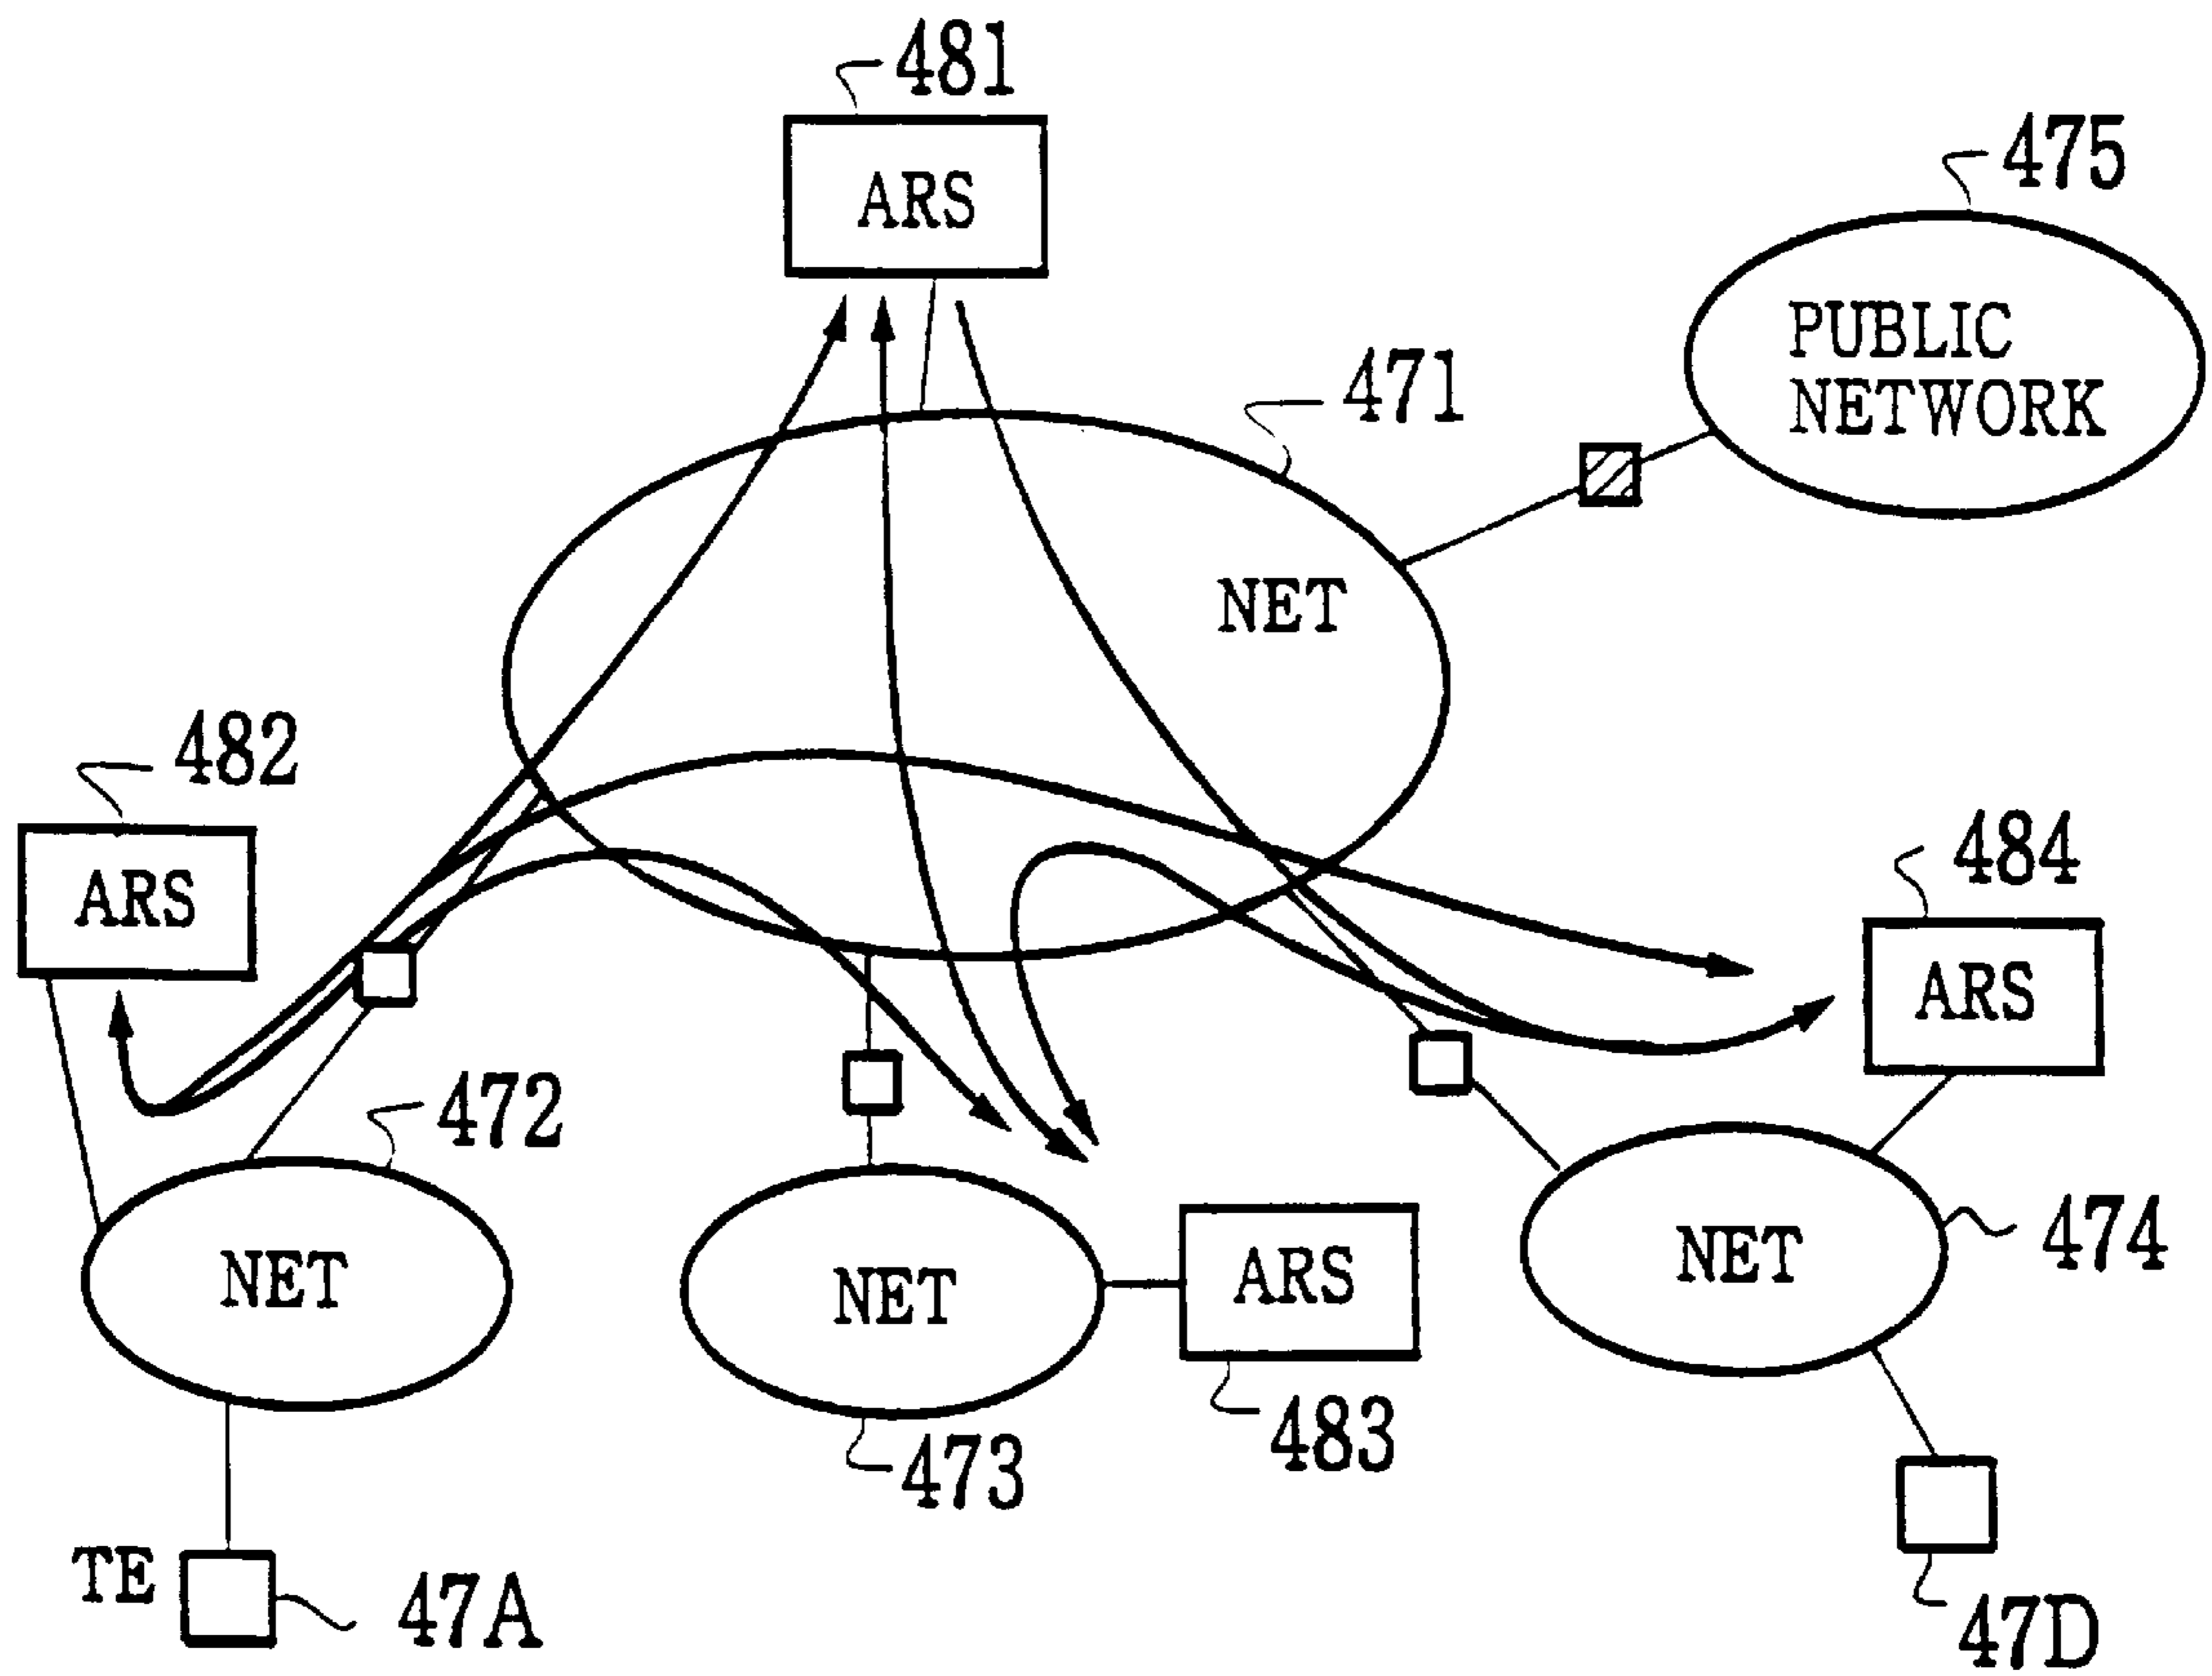 481
ARS
475
PUBLIC
NETWORK
471
NET
482
ARS
484
ARS
472
NET
NET
ARS
483
473
NET
474
TE
47A
47D